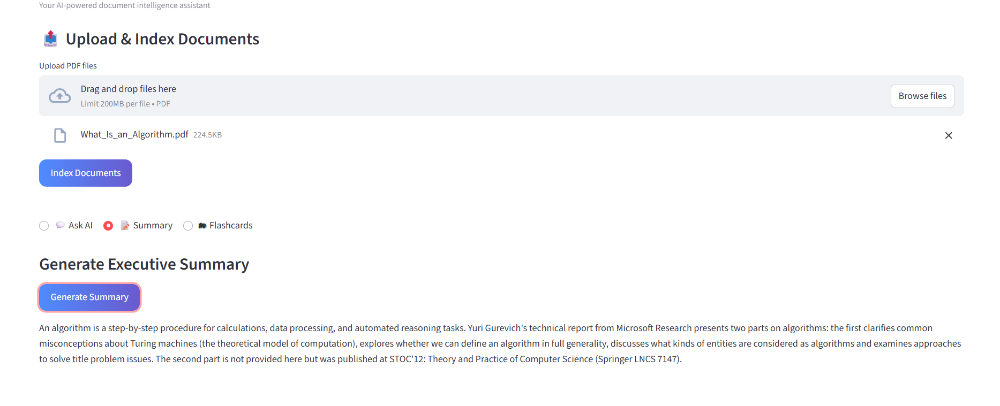 Your AI-powered document intelligence assistant
Upload & Index Documents
Upload PDF files
Drag and drop files here
Limit 200MB per file • PDF
Browse files
What_Is_an_Algorithm.pdf 224.5KB
Index Documents
Ask AI Summary Flashcards
Generate Executive Summary
Generate Summary
An algorithm is a step-by-step procedure for calculations, data processing, and automated reasoning tasks. Yuri Gurevich's technical report from Microsoft Research presents two parts on algorithms: the first clarifies common
misconceptions about Turing machines (the theoretical model of computation), explores whether we can define an algorithm in full generality, discusses what kinds of entities are considered as algorithms and examines approaches
to solve title problem issues. The second part is not provided here but was published at STOC'12: Theory and Practice of Computer Science (Springer LNCS 7147).